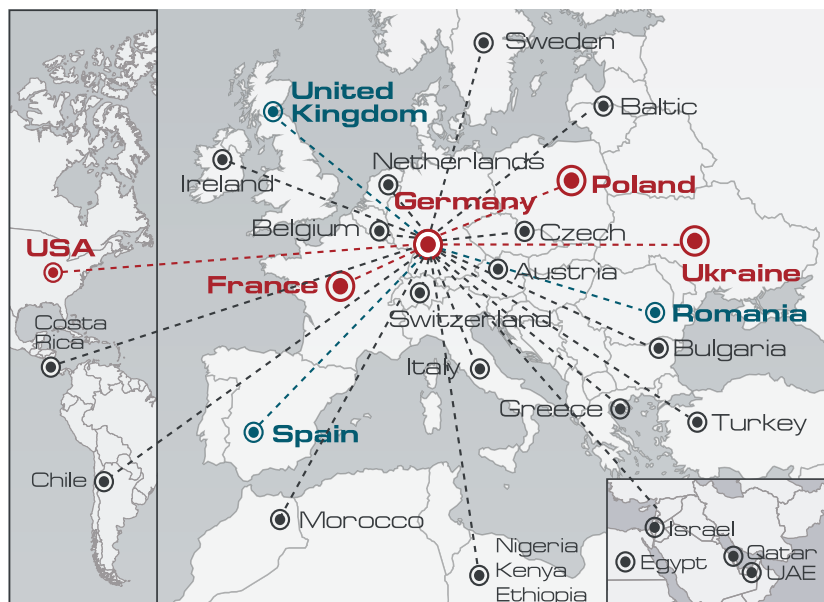 Sweden
United
Kingdom
Baltic
Netherlands
Ireland
Poland
Germany
Belgium
Czech
USA
Ukraine
Austria
France
Switzerland
Romania
Costa
Rica
Bulgaria
Italy
Greece
Turkey
Spain
Chile
Morocco
Israel
Nigeria
Kenya
Ethiopia
Egypt
Qatar
UAE